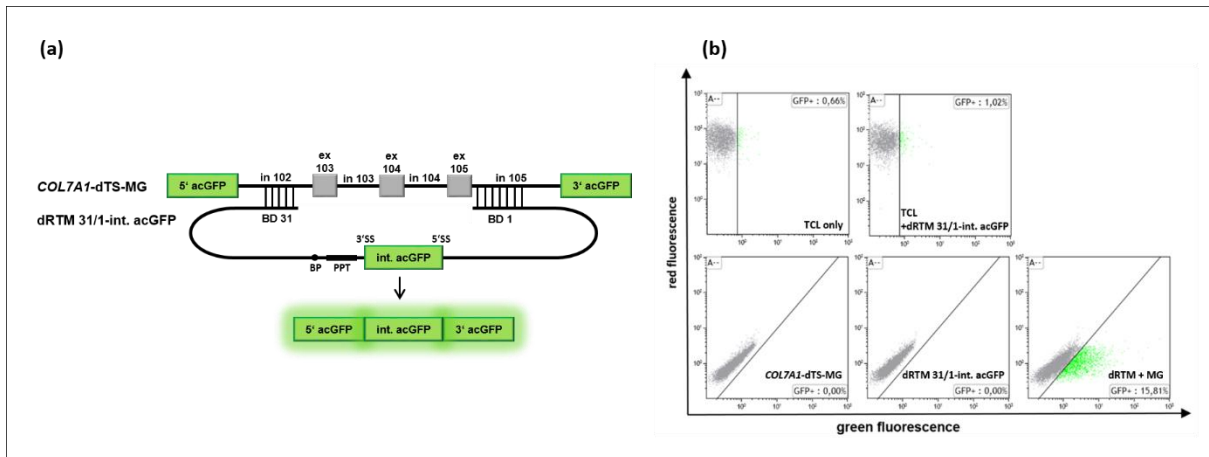 (a)
ex
103
ex
104
ex
105
COL7A1-dTS-MG
5' acGFP
in 102
in 103
in 104
in 105
3' acGFP
dRTM 31/1-int. acGFP
BD 31
BD 1
3'SS
5'SS
BP
PPT
int. acGFP
5' acGFP
int. acGFP
3' acGFP
(b)
red fluorescence
A--
GFP+ : 0,66%
TCL only
A--
GFP+ : 1,02%
TCL
+dRTM 31/1-int. acGFP
A--
COL7A1-dTS-MG
GFP+ : 0,00%
A--
dRTM 31/1-int. acGFP
GFP+ : 0,00%
A--
dRTM + MG
GFP+ : 15,81%
green fluorescence